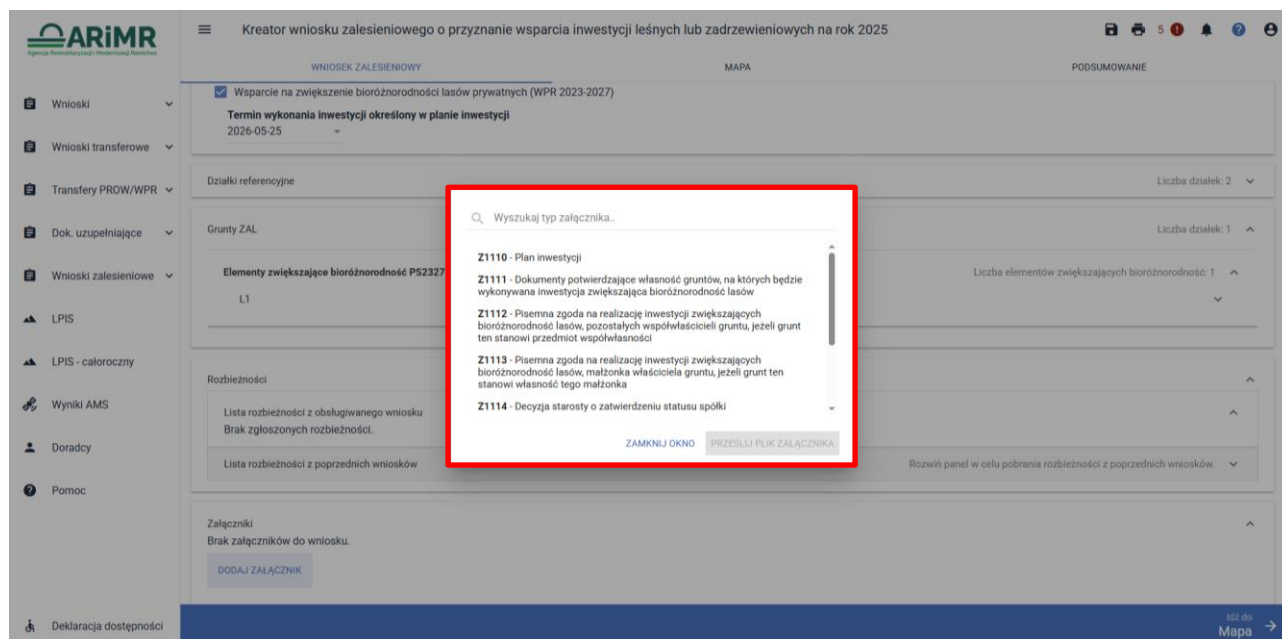 ARiMR
Agencja Restrukturyzacji i Modernizacji Rolnictwa
Kreator wniosku zalesieniowego o przyznanie wsparcia inwestycji leśnych lub zadrzewieniowych na rok 2025
5
WNIOSEK ZALESIENIOWY
MAPA
PODSUMOWANIE
Wnioski
Wnioski transferowe
Transfery PROW/WPR
Dok. uzupełniające
Wnioski zalesieniowe
LPIS
LPIS - całoroczny
Wyniki AMS
Doradcy
Pomoc
Deklaracja dostępności
Wsparcie na zwiększenie bioróżnorodności lasów prywatnych (WPR 2023-2027)
Termin wykonania inwestycji określony w planie inwestycji
2026-05-25
Działki referencyjne
Liczba działek: 2
Grunty ZAL
Liczba działek: 1
Elementy zwiększające bioróżnorodność PS2327
Liczba elementów zwiększających bioróżnorodność: 1
L1
Rozbieżności
Lista rozbieżności z obsługiwanego wniosku
Brak zgłoszonych rozbieżności.
Lista rozbieżności z poprzednich wniosków
Rozwiń panel w celu pobrania rozbieżności z poprzednich wniosków.
Załączniki
Brak załączników do wniosku.
DODAJ ZAŁĄCZNIK
Wyszukaj typ załącznika..
Z1110 - Plan inwestycji
Z1111 - Dokumenty potwierdzające własność gruntów, na których będzie
wykonywana inwestycja zwiększająca bioróżnorodność lasów
Z1112 - Pisemna zgoda na realizację inwestycji zwiększających
bioróżnorodność lasów, pozostałych współwłaścicieli gruntu, jeżeli grunt
ten stanowi przedmiot współwłasności
Z1113 - Pisemna zgoda na realizację inwestycji zwiększających
bioróżnorodność lasów, małżonka właściciela gruntu, jeżeli grunt ten
stanowi własność tego małżonka
Z1114 - Decyzja starosty o zatwierdzeniu statusu spółki
ZAMKNIJ OKNO
PRZEŚLIJ PLIK ZAŁĄCZNIKA
Idź do
Mapa